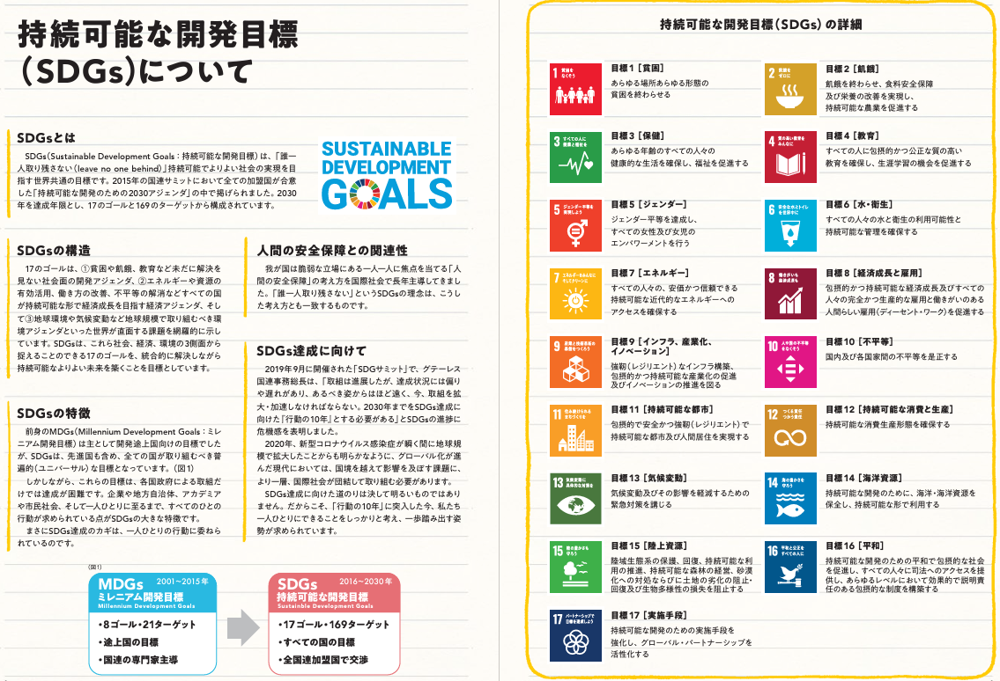 持続可能な開発目標
（SDGs）について
SDGsとは
SDGs（Sustainable Development Goals：持続可能な開発目標）は、「誰一
人取り残さない（leave no one behind）」持続可能でよりよい社会の実現を目
指す世界共通の目標です。2015年の国連サミットにおいて全ての加盟国が合意
した「持続可能な開発のための2030アジェンダ」の中で掲げられました。2030
年を達成年限とし、17のゴールと169のターゲットから構成されています。
SUSTAINABLE
DEVELOPMENT
GOALS
SDGsの構造
17のゴールは、①貧困や飢餓、教育など未だに解決を
見ない社会面の開発アジェンダ、②エネルギーや資源の
有効活用、働き方の改善、不平等の解消などすべての国
が持続可能な形で経済成長を目指す経済アジェンダ、そし
て③地球環境や気候変動など地球規模で取り組むべき環
境アジェンダといった世界が直面する課題を網羅的に示し
ています。SDGsは、これら社会、経済、環境の3側面から
捉えることのできる17のゴールを、統合的に解決しながら
持続可能なよりよい未来を築くことを目標としています。
SDGsの特徴
前身のMDGs（Millennium Development Goals：ミレ
ニアム開発目標）は主として開発途上国向けの目標でした
が、SDGsは、先進国も含め、全ての国が取り組むべき普
遍的（ユニバーサル）な目標となっています。（図1）
しかしながら、これらの目標は、各国政府による取組だ
けでは達成が困難です。企業や地方自治体、アカデミア
や市民社会、そして一人ひとりに至るまで、すべてのひとの
行動が求められている点がSDGsの大きな特徴です。
まさにSDGs達成のカギは、一人ひとりの行動に委ねら
れているのです。
人間の安全保障との関連性
我が国は脆弱な立場にある一人一人に焦点を当てる「人
間の安全保障」の考え方を国際社会で長年主導してきまし
た。「誰一人取り残さない」というSDGsの理念は、こうし
た考え方とも一致するものです。
SDGs達成に向けて
2019年9月に開催された「SDGサミット」で、グテーレス
国連事務総長は、「取組は進展したが、達成状況には偏り
や遅れがあり、あるべき姿からはほど遠く、今、取組を拡
大・加速しなければならない。2030年までをSDGs達成に
向けた『行動の10年』とする必要がある」とSDGsの進捗に
危機感を表明しました。
2020年、新型コロナウイルス感染症が瞬く間に地球規
模で拡大したことからも明らかなように、グローバル化が進
んだ現代においては、国境を越えて影響を及ぼす課題に、
より一層、国際社会が団結して取り組む必要があります。
SDGs達成に向けた道のりは決して明るいものではあり
ません。だからこそ、「行動の10年」に突入した今、私たち
一人ひとりにできることをしっかりと考え、一歩踏み出す姿
勢が求められています。
（図1）
MDGs 2001～2015年
ミレニアム開発目標
Millennium Development Goals
・8ゴール・21ターゲット
・途上国の目標
・国連の専門家主導
SDGs 2016～2030年
持続可能な開発目標
Sustainable Development Goals
・17ゴール・169ターゲット
・すべての国の目標
・全国連加盟国で交渉
持続可能な開発目標（SDGs）の詳細
1 貧困を
なくそう
目標1［貧困］
あらゆる場所あらゆる形態の
貧困を終わらせる
2 飢餓を
ゼロに
目標2［飢餓］
飢餓を終わらせ、食料安全保障
及び栄養の改善を実現し、
持続可能な農業を促進する
3 すべての人に
健康と福祉を
目標3［保健］
あらゆる年齢のすべての人々の
健康的な生活を確保し、福祉を促進する
4 質の高い教育を
みんなに
目標4［教育］
すべての人に包摂的かつ公正な質の高い
教育を確保し、生涯学習の機会を促進する
5 ジェンダー平等を
実現しよう
目標5［ジェンダー］
ジェンダー平等を達成し、
すべての女性及び女児の
エンパワーメントを行う
6 安全な水とトイレ
を世界中に
目標6［水・衛生］
すべての人々の水と衛生の利用可能性と
持続可能な管理を確保する
7 エネルギーをみんなに
そしてクリーンに
目標7［エネルギー］
すべての人々の、安価かつ信頼できる
持続可能な近代的なエネルギーへの
アクセスを確保する
8 働きがいも
経済成長も
目標8［経済成長と雇用］
包摂的かつ持続可能な経済成長及びすべての
人々の完全かつ生産的な雇用と働きがいのある
人間らしい雇用（ディーセント・ワーク）を促進する
9 産業と技術革新の
基盤をつくろう
目標9［インフラ、産業化、
イノベーション］
強靱（レジリエント）なインフラ構築、
包摂的かつ持続可能な産業化の促進
及びイノベーションの推進を図る
10 人や国の不平等
をなくそう
目標10［不平等］
国内及び各国家間の不平等を是正する
11 住み続けられる
まちづくりを
目標11［持続可能な都市］
包摂的で安全かつ強靱（レジリエント）で
持続可能な都市及び人間居住を実現する
12 つくる責任
つかう責任
目標12［持続可能な消費と生産］
持続可能な消費生産形態を確保する
13 気候変動に
具体的な対策を
目標13［気候変動］
気候変動及びその影響を軽減するための
緊急対策を講じる
14 海の豊かさを
守ろう
目標14［海洋資源］
持続可能な開発のために、海洋・海洋資源を
保全し、持続可能な形で利用する
15 陸の豊かさも
守ろう
目標15［陸上資源］
陸域生態系の保護、回復、持続可能な利
用の推進、持続可能な森林の経営、砂漠
化への対処ならびに土地の劣化の阻止・
回復及び生物多様性の損失を阻止する
16 平和と公正を
すべての人に
目標16［平和］
持続可能な開発のための平和で包摂的な社会
を促進し、すべての人々に司法へのアクセスを提
供し、あらゆるレベルにおいて効果的で説明責
任のある包摂的な制度を構築する
17 パートナーシップで
目標を達成しよう
目標17［実施手段］
持続可能な開発のための実施手段を
強化し、グローバル・パートナーシップを
活性化する